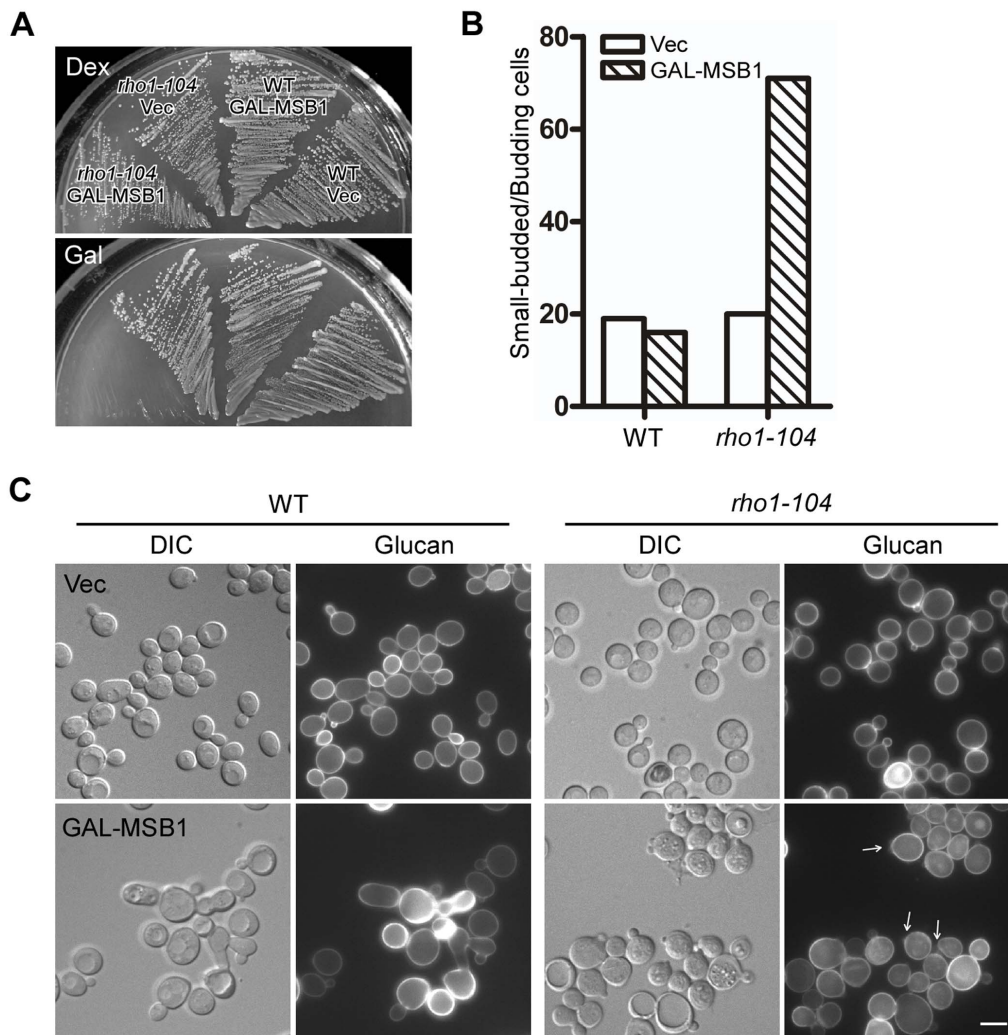 A
Dex
rho1-104
Vec
WT
GAL-MSB1
rho1-104
GAL-MSB1
WT
Vec
Gal
B
Small-budded/Budding cells
80
60
40
20
0
Vec
GAL-MSB1
WT
rho1-104
C
WT
rho1-104
DIC
Glucan
DIC
Glucan
Vec
GAL-MSB1